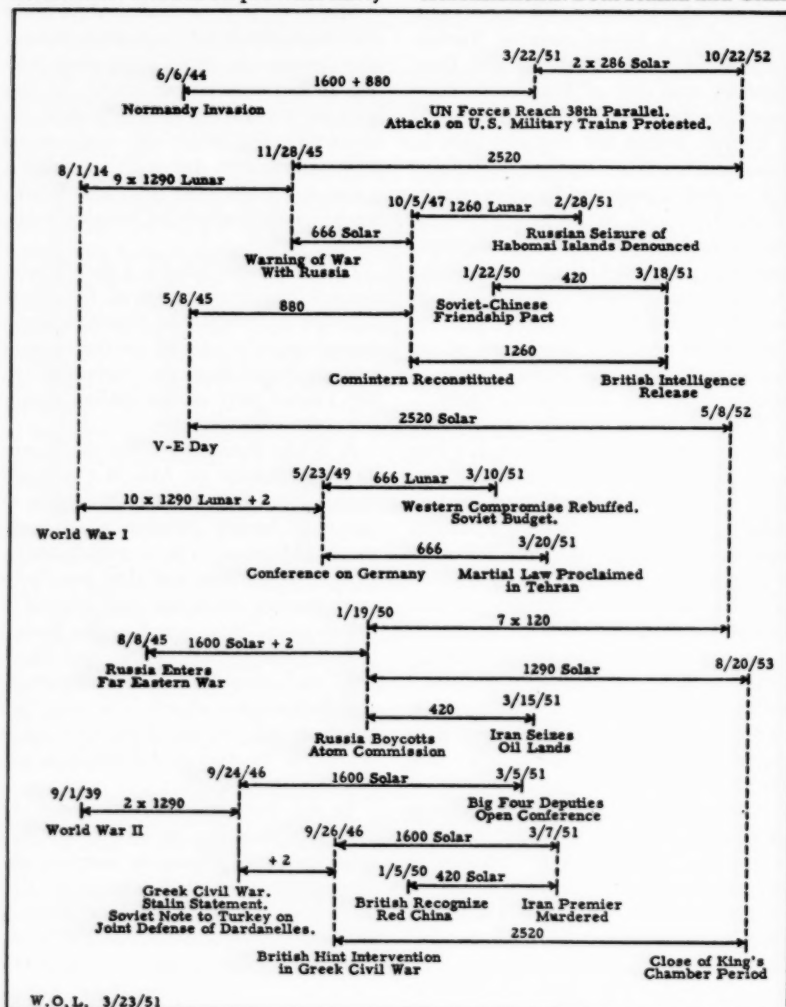 3/22/51 10/22/52
2 x 286 Solar
6/6/44 1600 + 880
Normandy Invasion UN Forces Reach 38th Parallel.
Attacks on U.S. Military Trains Protested.
11/28/45 2520
8/1/14 9 x 1290 Lunar
10/5/47 1260 Lunar 2/28/51
666 Solar Russian Seizure of
Habomai Islands Denounced
Warning of War
With Russia
1/22/50 420 3/18/51
5/8/45 880 Soviet-Chinese
Friendship Pact
1260
Comintern Reconstituted British Intelligence
Release
2520 Solar 5/8/52
V-E Day
5/23/49 666 Lunar 3/10/51
10 x 1290 Lunar + 2 Western Compromise Rebuffed.
Soviet Budget.
World War I
666 3/20/51
Conference on Germany Martial Law Proclaimed
in Tehran
1/19/50 7 x 120
8/8/45 1600 Solar + 2
Russia Enters
Far Eastern War
1290 Solar 8/20/53
420 3/15/51
Russia Boycotts
Atom Commission
Iran Seizes
Oil Lands
9/24/46 1600 Solar 3/5/51
9/1/39 2 x 1290 Big Four Deputies
Open Conference
World War II
9/26/46 1600 Solar 3/7/51
+ 2 1/5/50 420 Solar
Greek Civil War.
Stalin Statement.
Soviet Note to Turkey on
Joint Defense of Dardanelles.
British Recognize
Red China
Iran Premier
Murdered
2520
British Hint Intervention
in Greek Civil War
Close of King's
Chamber Period
W.O.L. 3/23/51